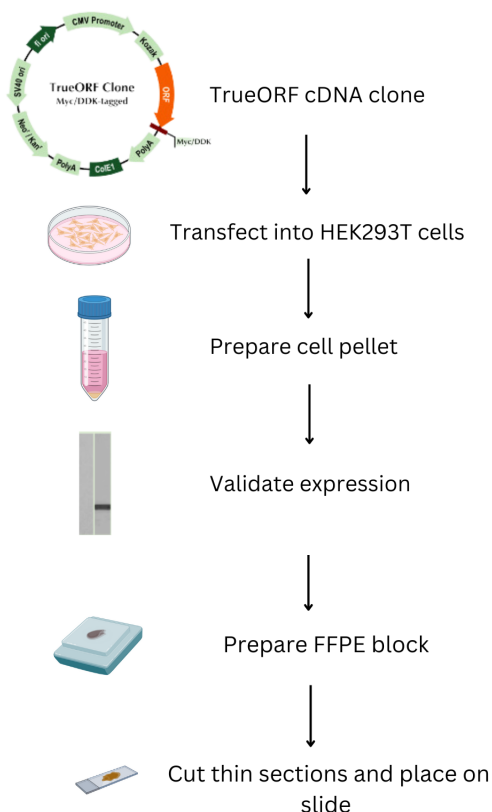 CMV Promoter
Kozak
ORF
Myc/DDK
PolyA
ColE1
PolyA
Neoʳ / Kanʳ
SV40 ori
fi ori
TrueORF Clone
Myc/DDK-tagged
TrueORF cDNA clone
Transfect into HEK293T cells
Prepare cell pellet
Validate expression
Prepare FFPE block
Cut thin sections and place on
slide